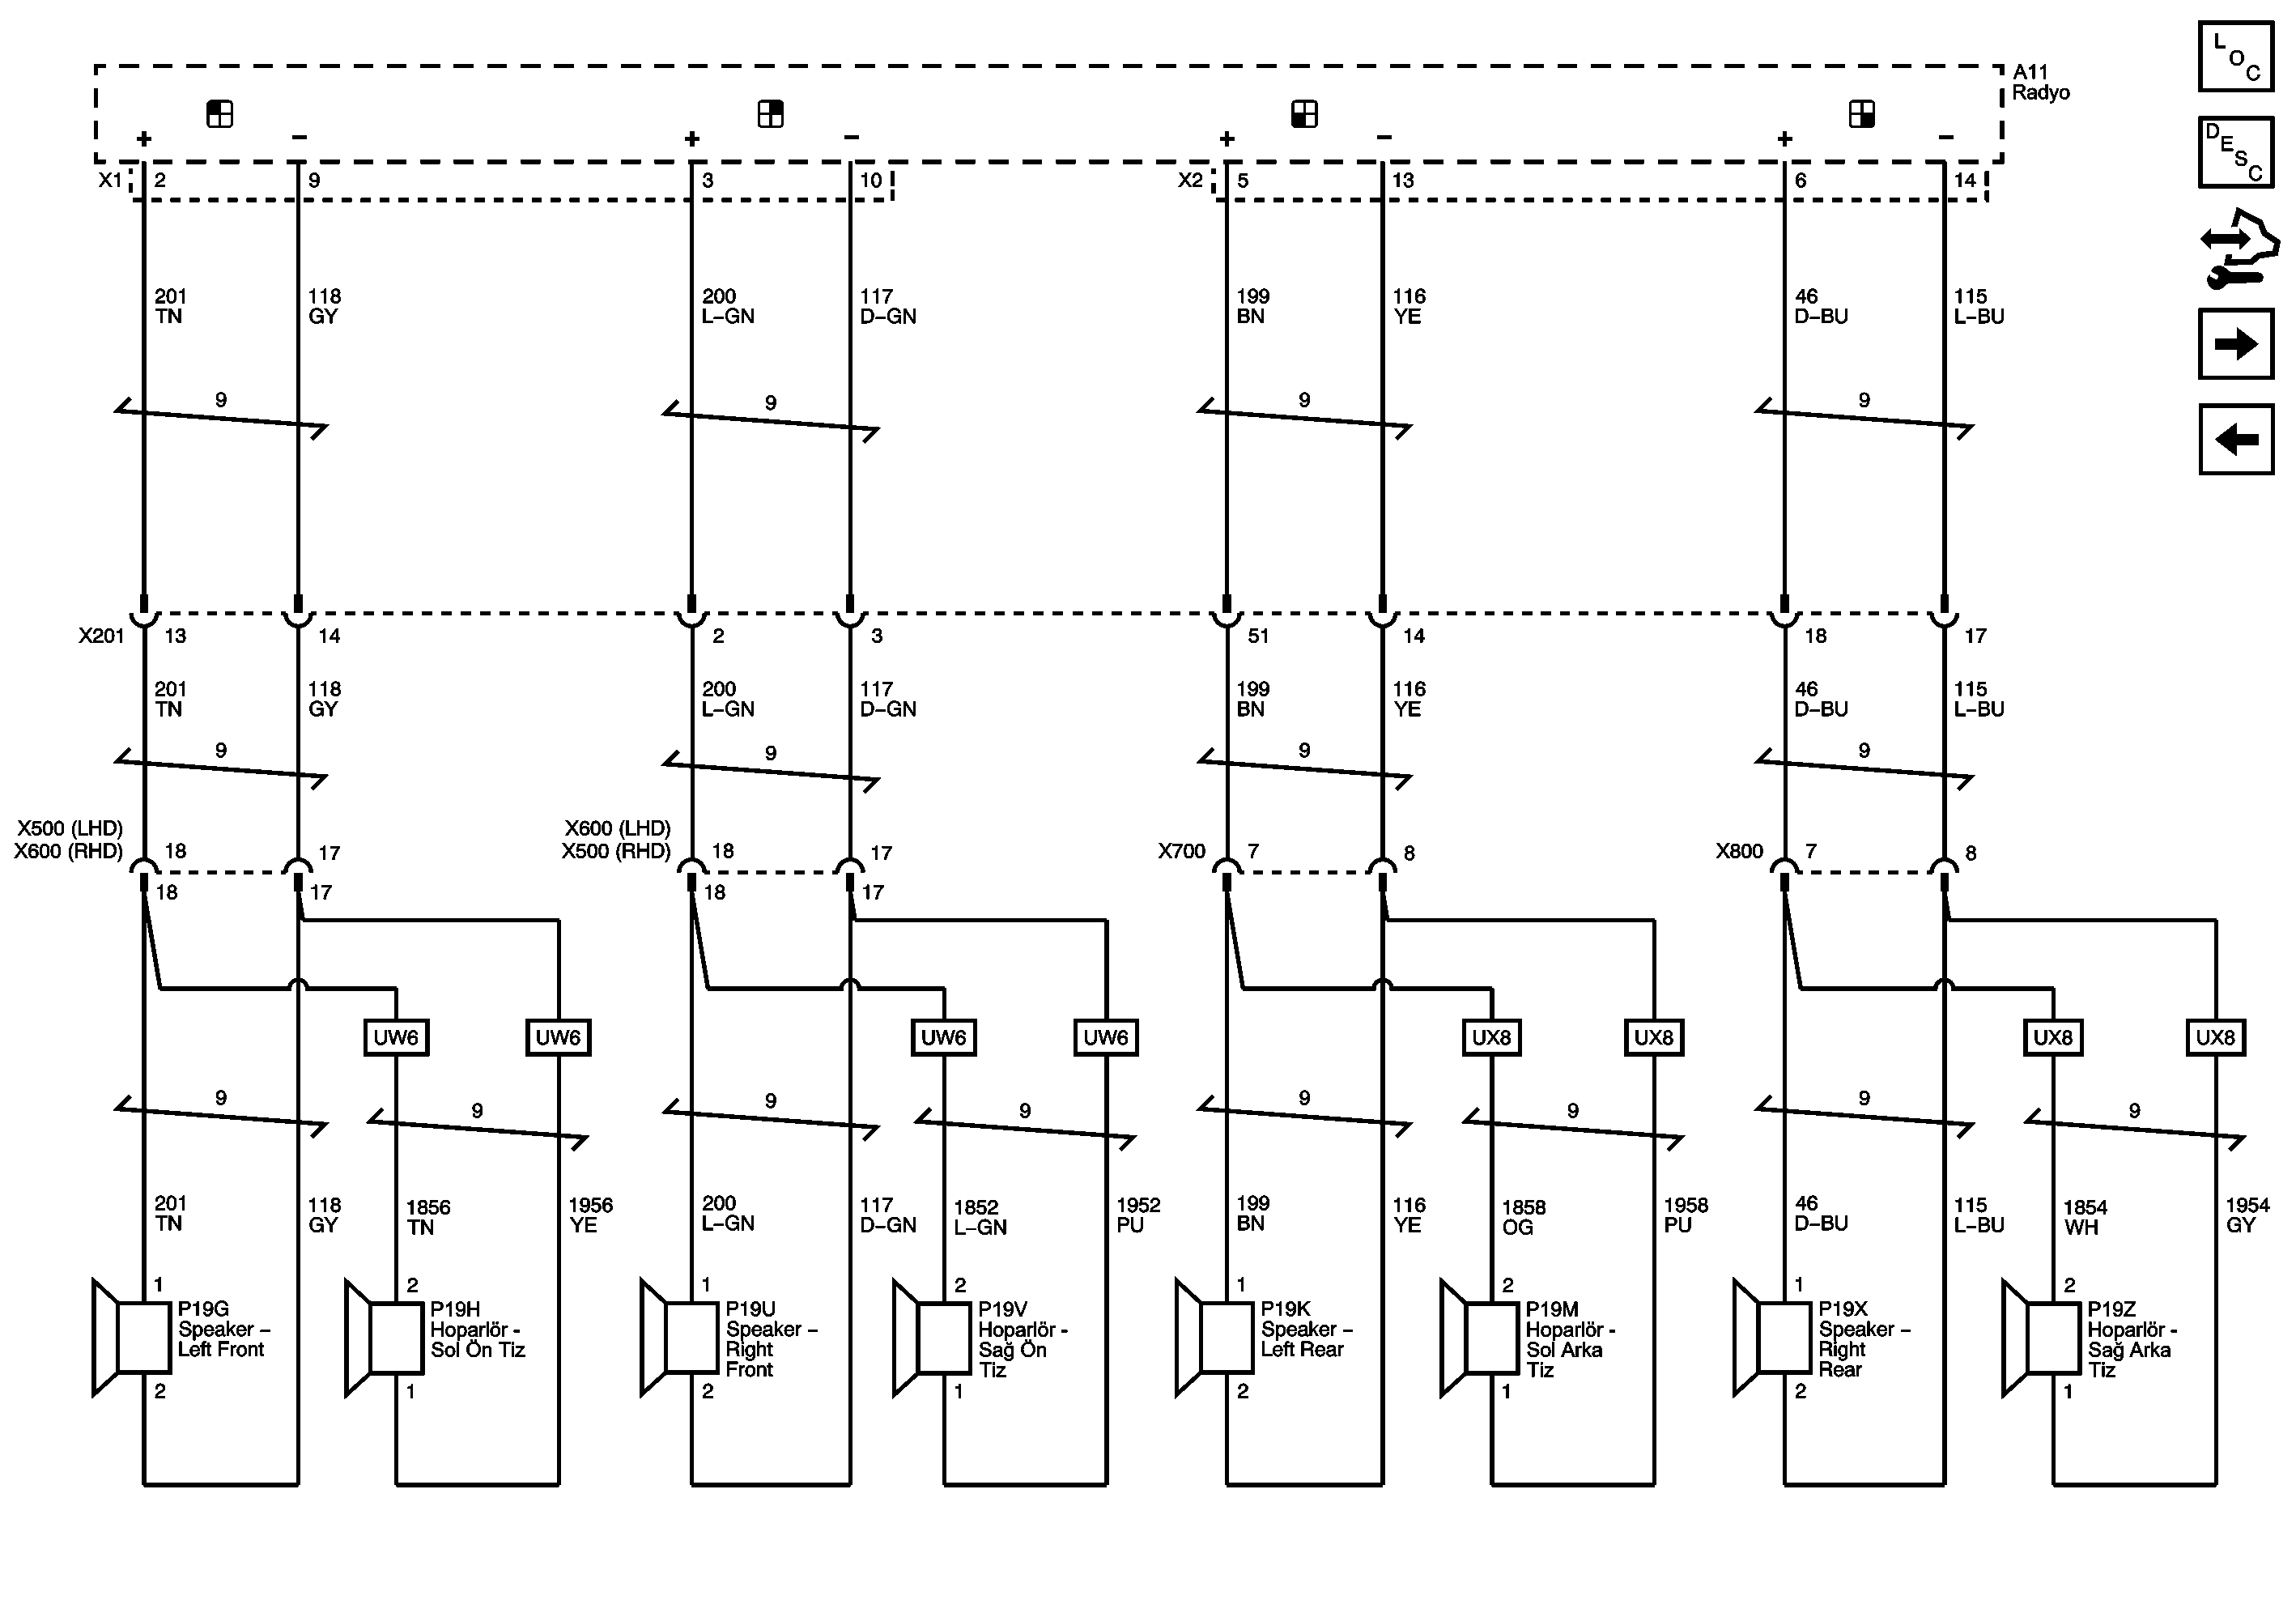 L
O
C
A11
Radyo
+ − + − + − + −
D
E
S
C
X1 2 9 3 10 X2 5 13 6 14
201 118 200 117 199 116 46 115
TN GY L–GN D–GN BN YE D–BU L–BU
9 9 9 9
X201 13 14 2 3 51 14 18 17
201 118 200 117 199 116 46 115
TN GY L–GN D–GN BN YE D–BU L–BU
9 9 9 9
X500 (LHD) X600 (LHD)
X600 (RHD) 18 17 X500 (RHD) 18 17 X700 7 8 X800 7 8
18 17 18 17
UW6 UW6 UW6 UW6 UX8 UX8 UX8 UX8
9 9 9 9 9 9 9 9
201 118 1856 1956 200 117 1852 1952 199 116 1858 1958 46 115 1854 1954
TN GY TN YE L–GN D–GN L–GN PU BN YE OG PU D–BU L–BU WH GY
1 2 1 2 1 2 1 2
P19G
Speaker –
Left Front
P19H
Hoparlör -
Sol Ön Tiz
P19U
Speaker –
Right
Front
P19V
Hoparlör -
Sağ Ön
Tiz
P19K
Speaker –
Left Rear
P19M
Hoparlör -
Sol Arka
Tiz
P19X
Speaker –
Right
Rear
P19Z
Hoparlör -
Sağ Arka
Tiz
2 1 2 1 2 1 2 1